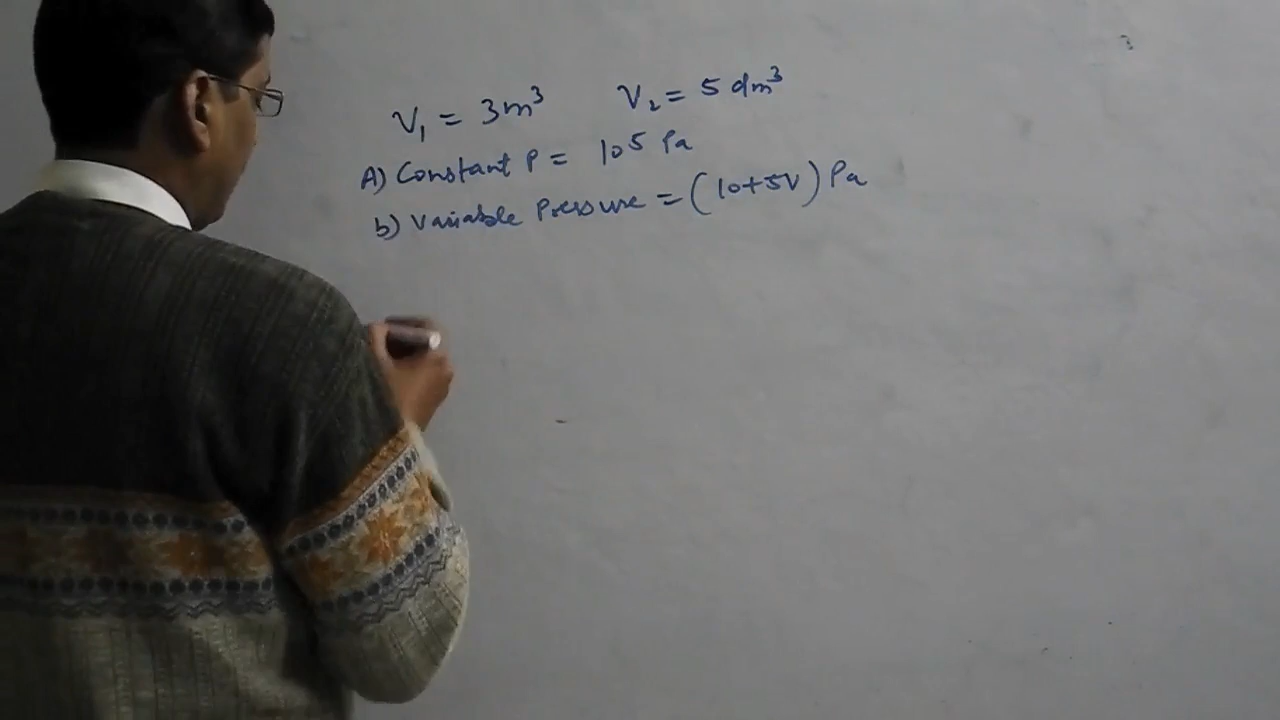 V₁ = 3m³ V₂ = 5 dm³
A) Constant P = 10⁵ Pa
b) Variable Pressure = (10+5V) Pa